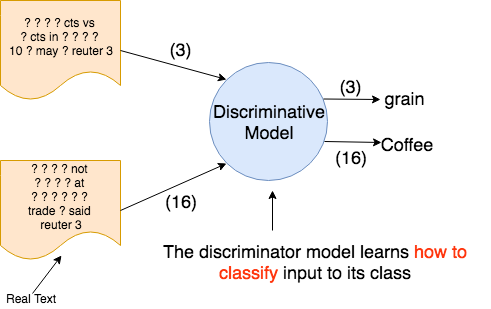 ? ? ? ? cts vs
? cts in ? ? ? ?
10 ? may ? reuter 3
(3)
Discriminative
Model
(3)
grain
(16)
Coffee
? ? ? ? not
? ? ? ? at
? ? ? ? ? ?
trade ? said
reuter 3
(16)
The discriminator model learns how to
classify input to its class
Real Text